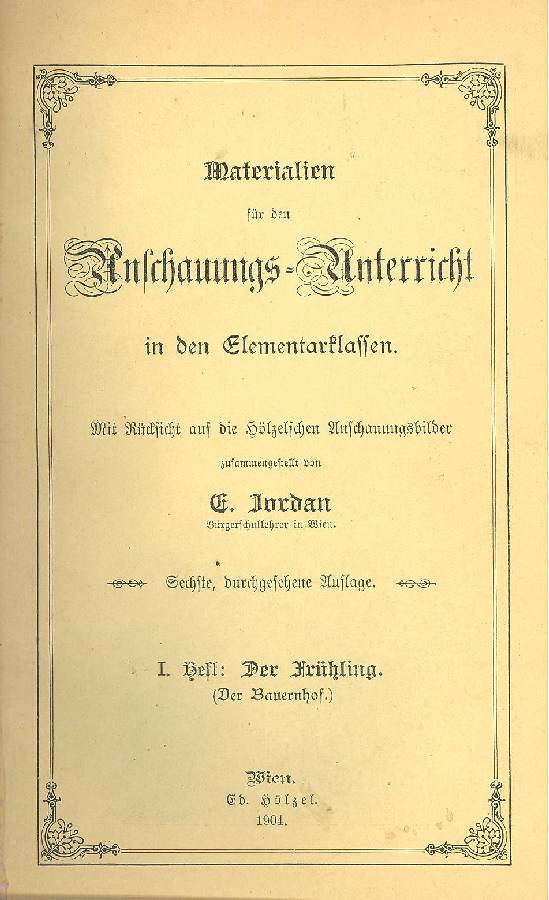 Materialien
für den
Anschauungs-Unterricht
in den Elementarklassen.
Mit Rücksicht auf die Hölzelschen Anschauungsbilder
zusammengestellt von
E. Jordan
Bürgerschullehrer in Wien.
Sechste, durchgesehene Auflage.
I. Heft: Der Frühling.
(Der Bauernhof.)
Wien.
Ed. Hölzel.
1901.